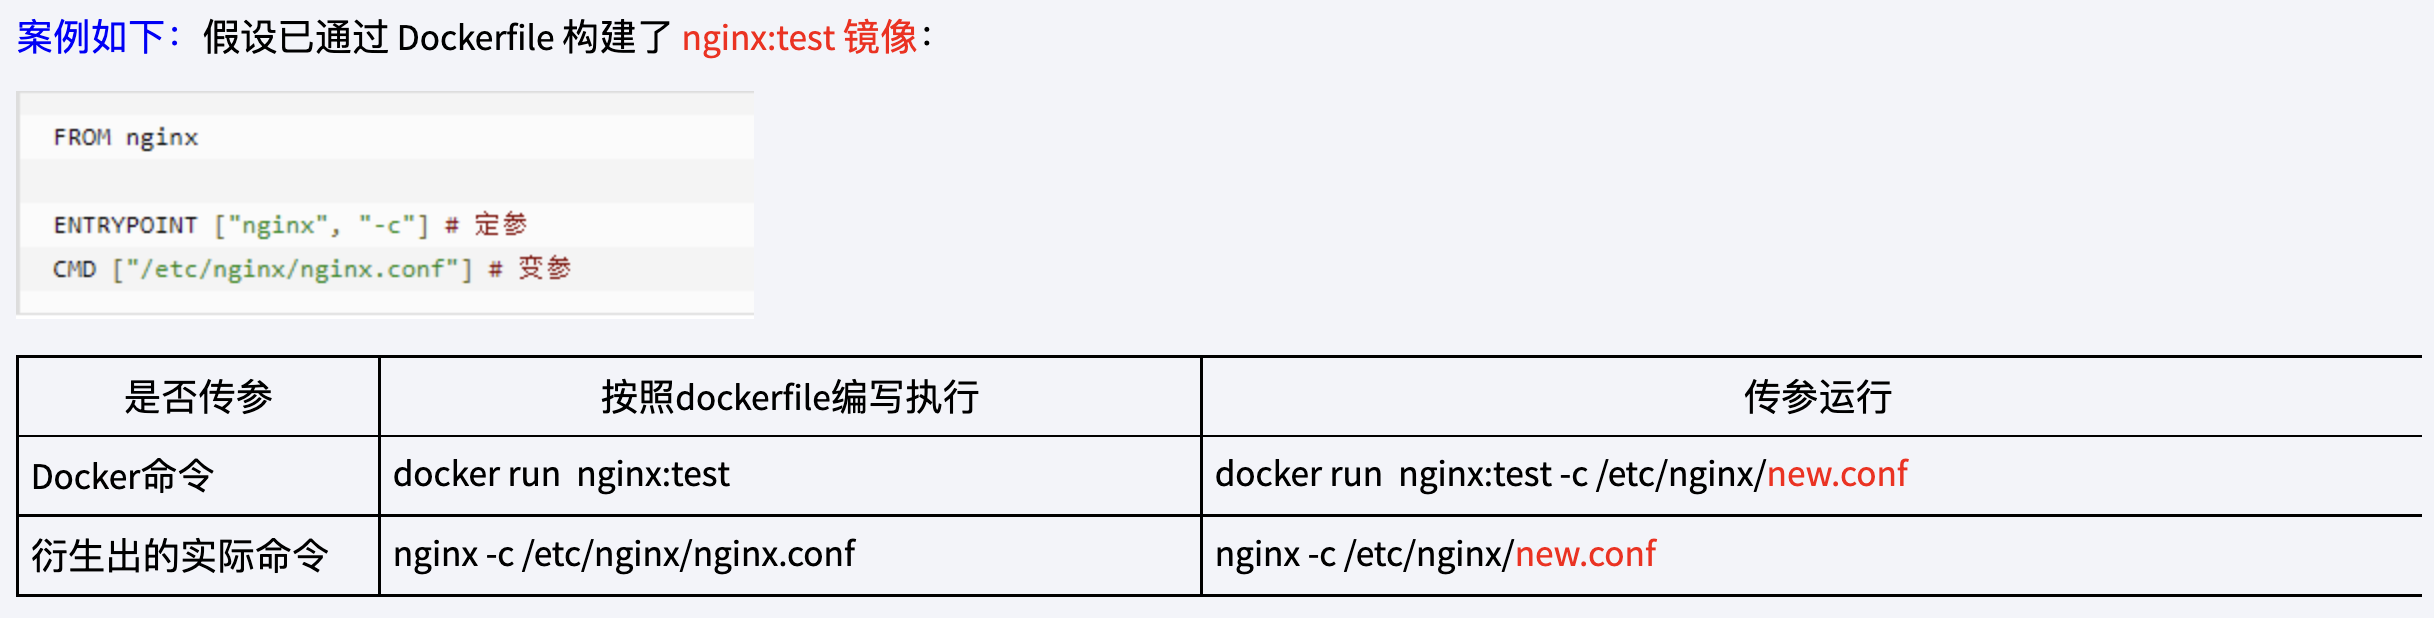 案例如下：假设已通过 Dockerfile 构建了 nginx:test 镜像：
FROM nginx
ENTRYPOINT ["nginx", "-c"] # 定参
CMD ["/etc/nginx/nginx.conf"] # 变参
是否传参 按照dockerfile编写执行 传参运行
Docker命令 docker run  nginx:test docker run  nginx:test -c /etc/nginx/new.conf
衍生出的实际命令 nginx -c /etc/nginx/nginx.conf nginx -c /etc/nginx/new.conf